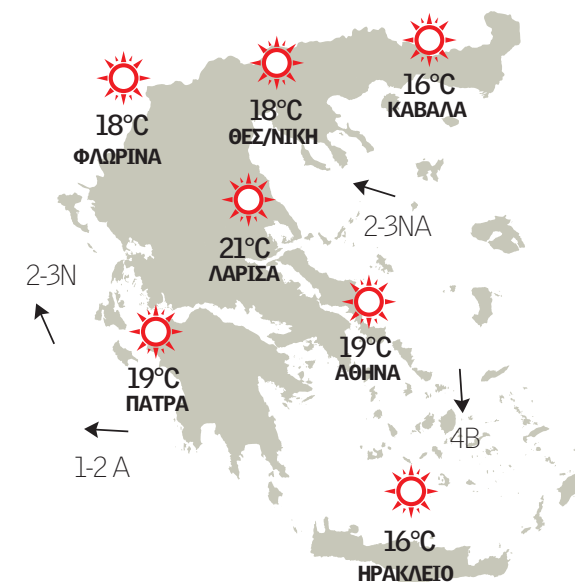 16°C
ΚΑΒΑΛΑ
18°C
ΦΛΩΡΙΝΑ
18°C
ΘΕΣ/ΝΙΚΗ
2-3ΝΑ
21°C
ΛΑΡΙΣΑ
2-3Ν
19°C
ΑΘΗΝΑ
19°C
ΠΑΤΡΑ
4Β
1-2 Α
16°C
ΗΡΑΚΛΕΙΟ